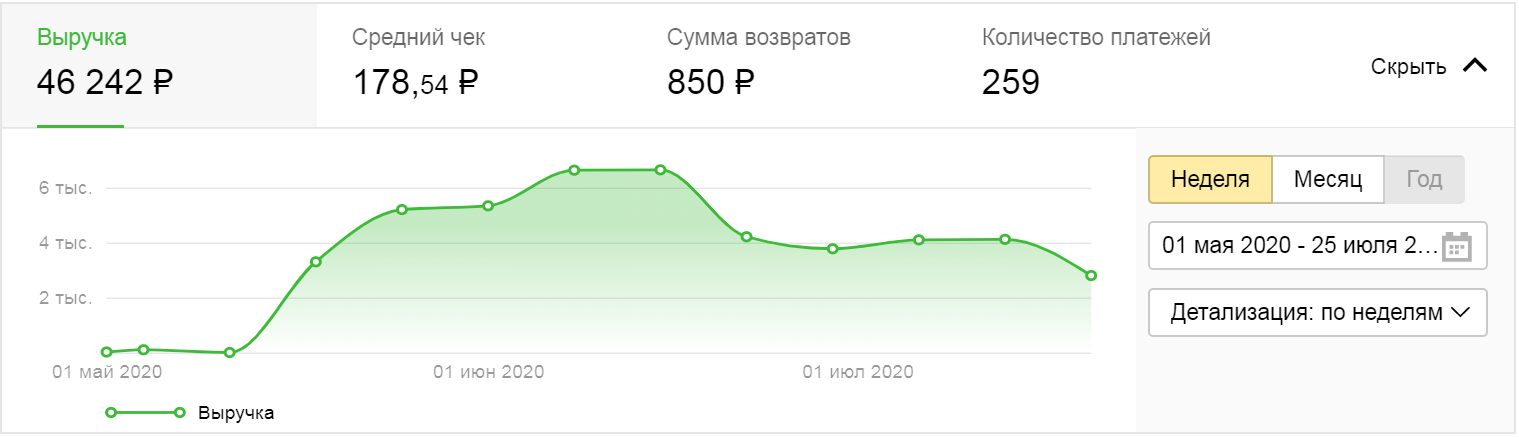 Выручка
46 242 ₽
Средний чек
178,54 ₽
Сумма возвратов
850 ₽
Количество платежей
259
Скрыть
6 тыс.
4 тыс.
2 тыс.
01 май 2020
01 июн 2020
01 июл 2020
Выручка
Неделя
Месяц
Год
01 мая 2020 - 25 июля 2...
Детализация: по неделям